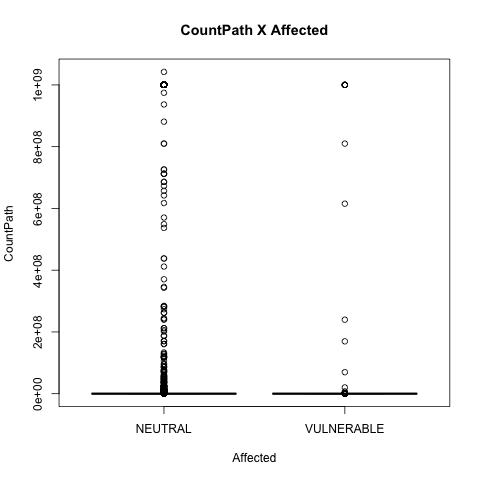 CountPath X Affected
1e+09
8e+08
6e+08
4e+08
2e+08
0e+00
CountPath
NEUTRAL VULNERABLE
Affected